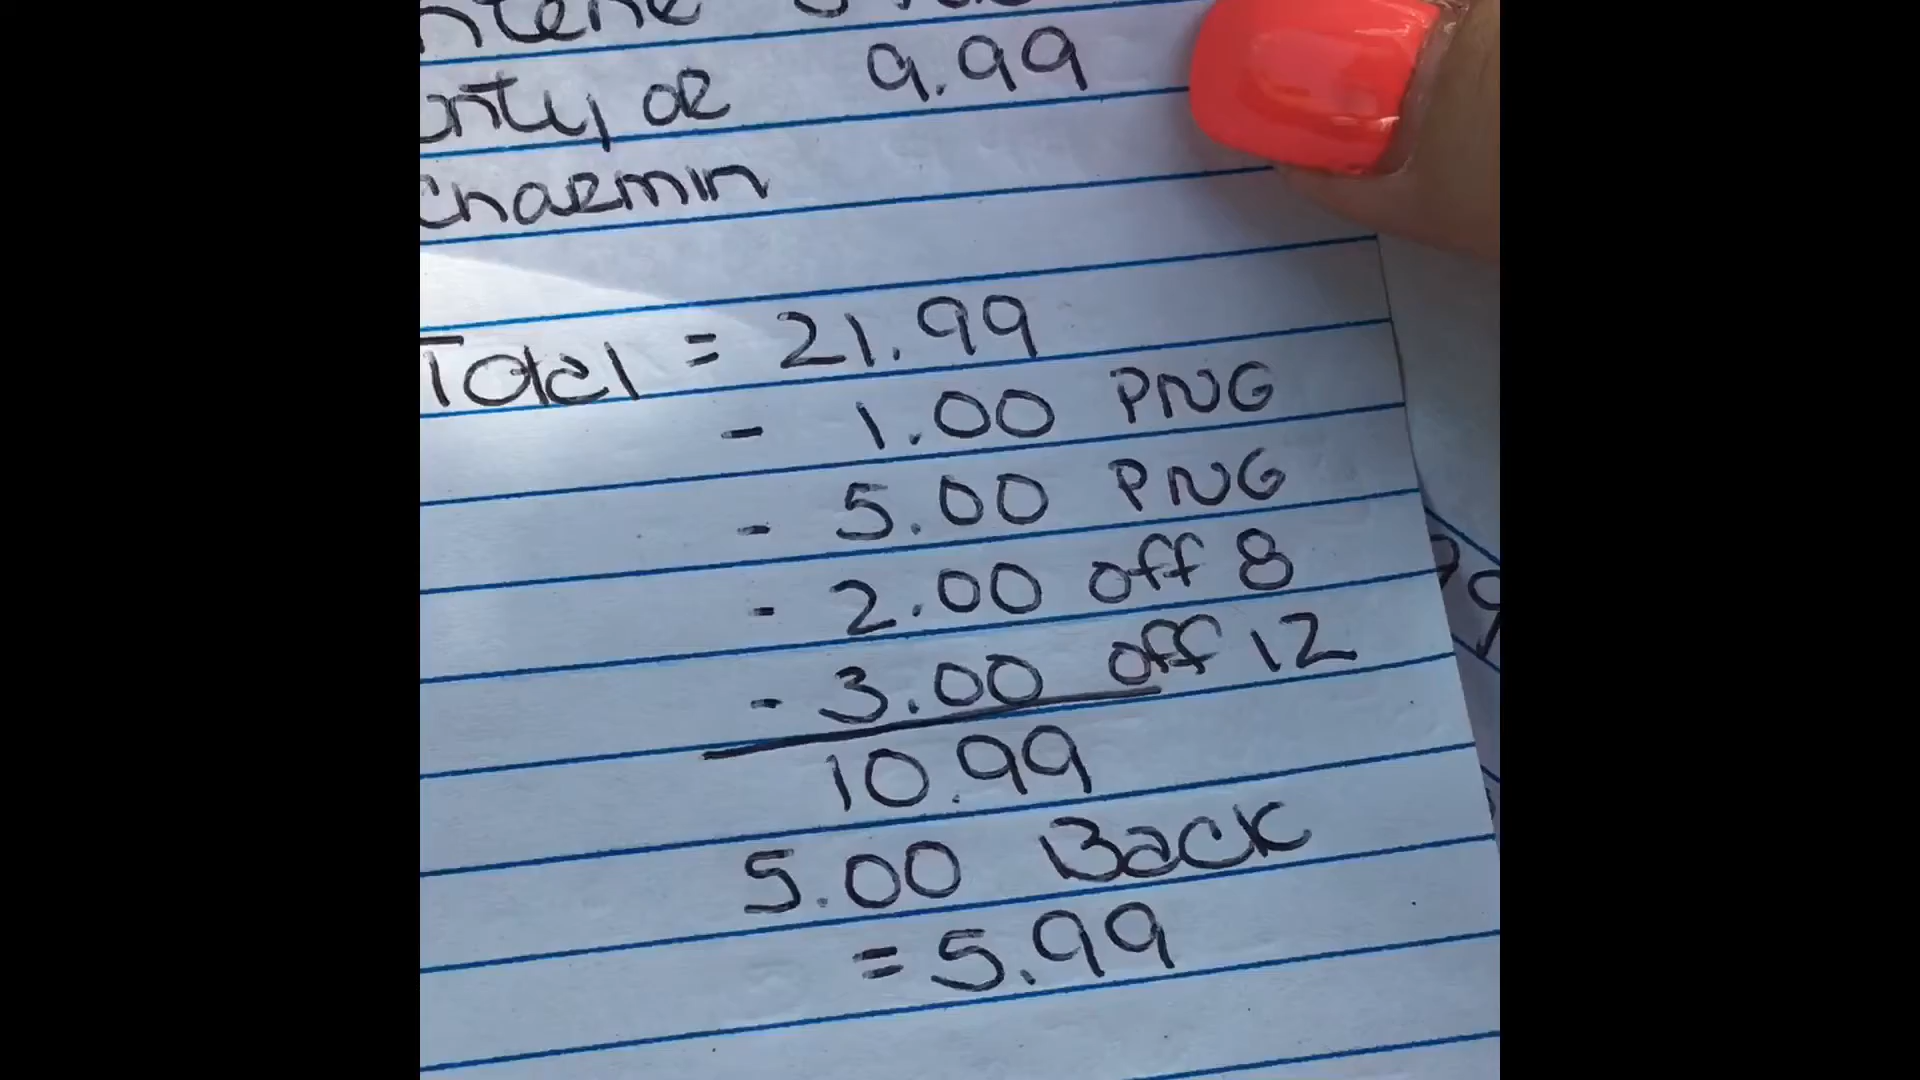 9.99
or
Charmin
Total = 21.99
- 1.00 PNG
- 5.00 PNG
- 2.00 off 8
- 3.00 off 12
10.99
5.00 Back
= 5.99